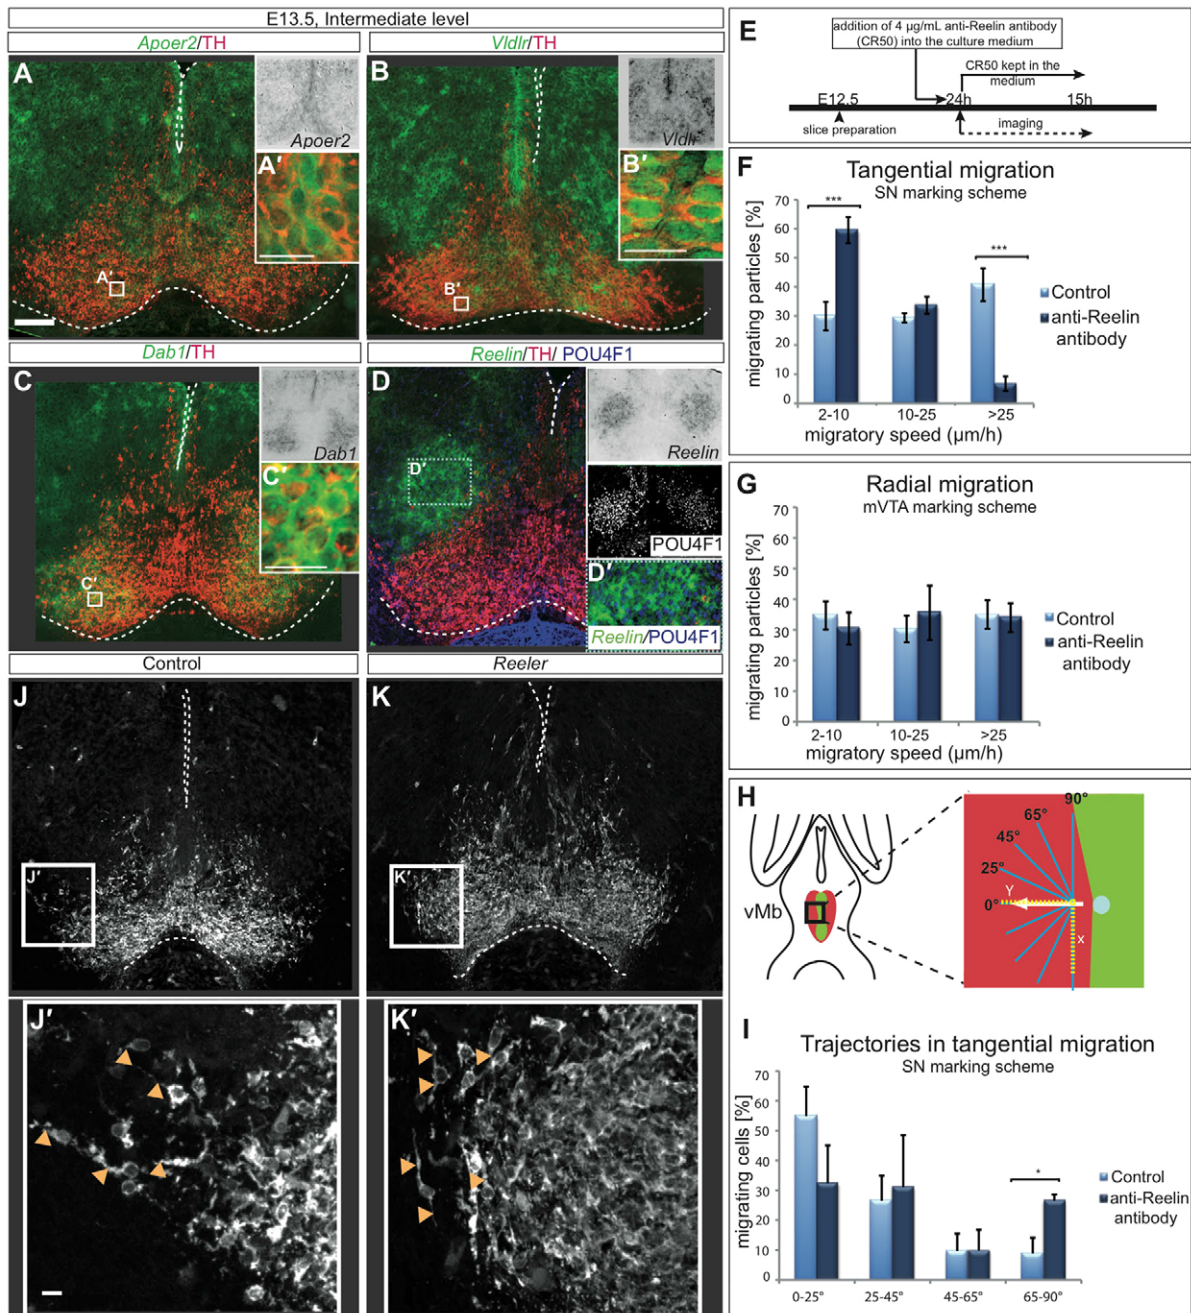 E13.5, Intermediate level
Apoer2/TH
Vldlr/TH
A
Apoer2
A'
A'
B
Vldlr
B'
B'
Dab1/TH
Reelin/TH/ POU4F1
C
Dab1
C'
C'
D
Reelin
D'
POU4F1
D'
Reelin/POU4F1
Control
Reeler
J
J'
K
K'
J'
K'
E
addition of 4 µg/mL anti-Reelin antibody
(CR50) into the culture medium
CR50 kept in the
medium
E12.5
24h
15h
slice preparation
imaging
F
Tangential migration
SN marking scheme
migrating particles [%]
70
60
50
40
30
20
10
0
***
***
2-10
10-25
>25
migratory speed (µm/h)
Control
anti-Reelin
antibody
G
Radial migration
mVTA marking scheme
migrating particles [%]
70
60
50
40
30
20
10
0
2-10
10-25
>25
migratory speed (µm/h)
Control
anti-Reelin
antibody
H
vMb
90°
65°
45°
25°
0°
Y
x
I
Trajectories in tangential migration
SN marking scheme
migrating cells [%]
70
60
50
40
30
20
10
0
*
0-25°
25-45°
45-65°
65-90°
Control
anti-Reelin
antibody